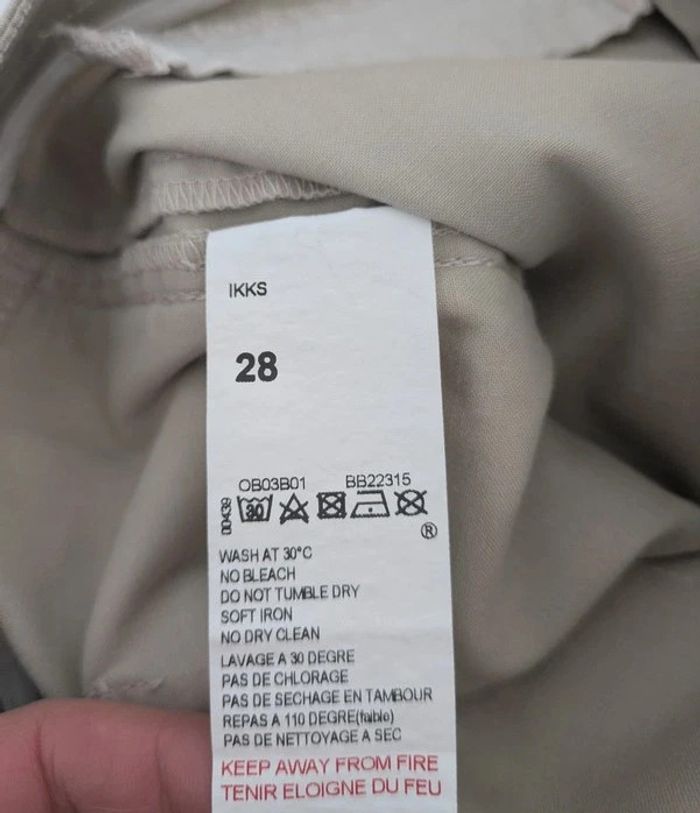 IKKS
28
OB03B01 BB22315
00439
30
®
WASH AT 30°C
NO BLEACH
DO NOT TUMBLE DRY
SOFT IRON
NO DRY CLEAN
LAVAGE A 30 DEGRE
PAS DE CHLORAGE
PAS DE SECHAGE EN TAMBOUR
REPAS A 110 DEGRE(faible)
PAS DE NETTOYAGE A SEC
KEEP AWAY FROM FIRE
TENIR ELOIGNE DU FEU